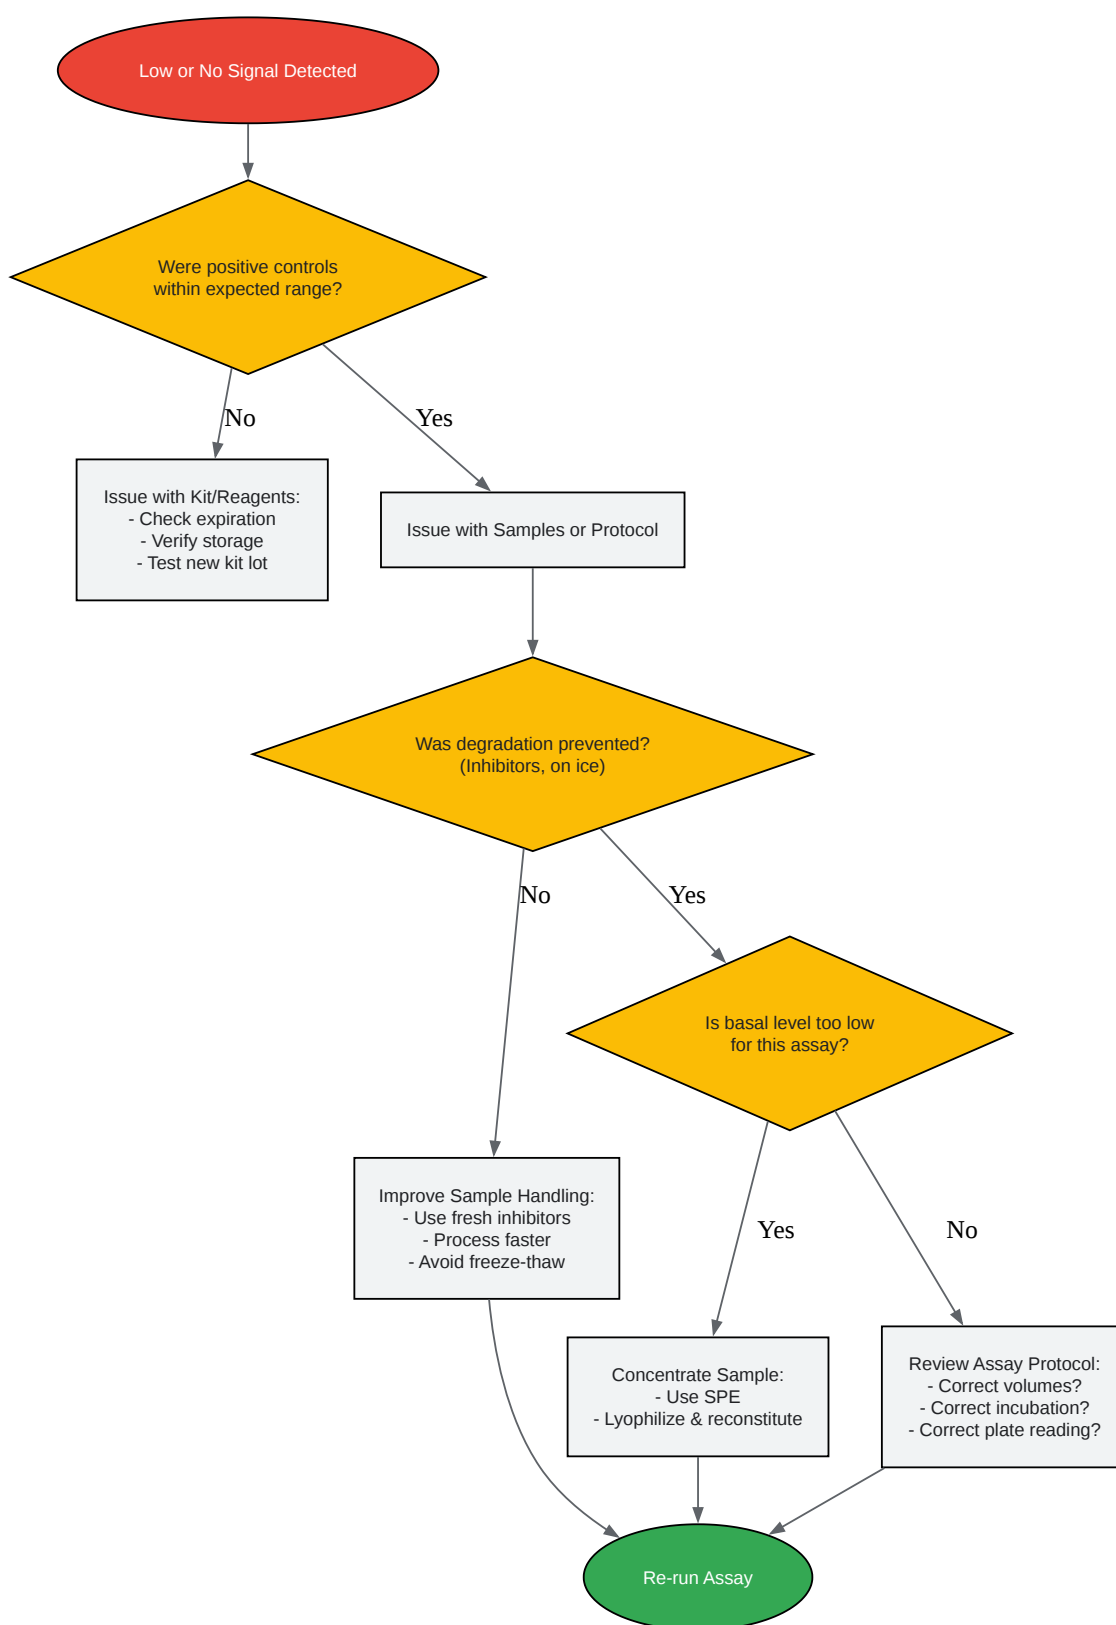 Low or No Signal Detected
Were positive controls
within expected range?
No
Yes
Issue with Kit/Reagents:
- Check expiration
- Verify storage
- Test new kit lot
Issue with Samples or Protocol
Was degradation prevented?
(Inhibitors, on ice)
No
Yes
Is basal level too low
for this assay?
Yes
No
Improve Sample Handling:
- Use fresh inhibitors
- Process faster
- Avoid freeze-thaw
Concentrate Sample:
- Use SPE
- Lyophilize & reconstitute
Review Assay Protocol:
- Correct volumes?
- Correct incubation?
- Correct plate reading?
Re-run Assay